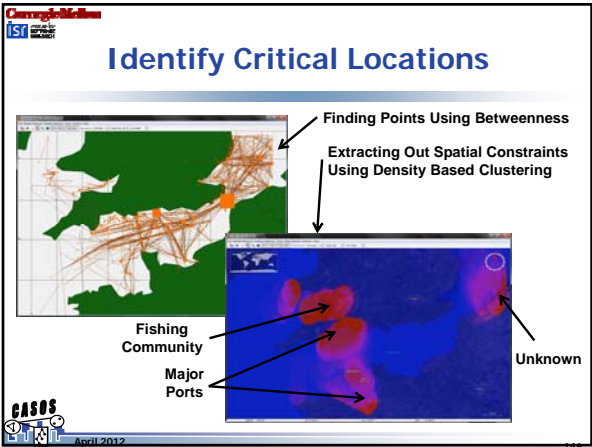 Carnegie Mellon
isr
Identify Critical Locations
Finding Points Using Betweenness
Extracting Out Spatial Constraints
Using Density Based Clustering
Fishing
Community
Major
Ports
Unknown
CASOS
April 2012